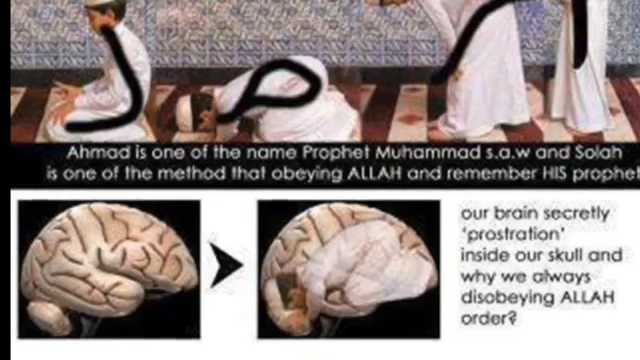 أ ح م د
Ahmad is one of the name Prophet Muhammad s.a.w and Solah
is one of the method that obeying ALLAH and remember HIS prophet
our brain secretly
'prostration'
inside our skull and
why we always
disobeying ALLAH
order?